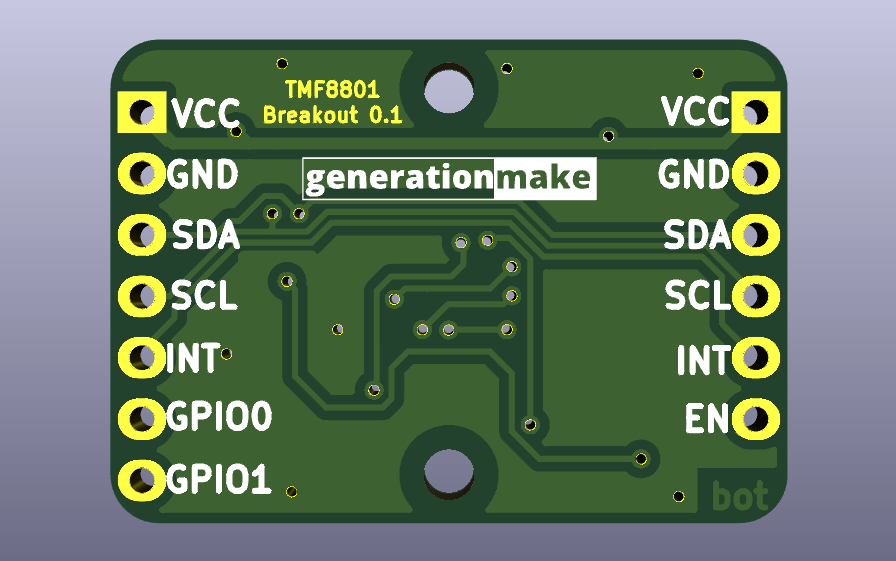 TMF8801
Breakout 0.1
VCC
VCC
generationmake
GND
GND
SDA
SDA
SCL
SCL
INT
INT
GPIO0
EN
GPIO1
bot